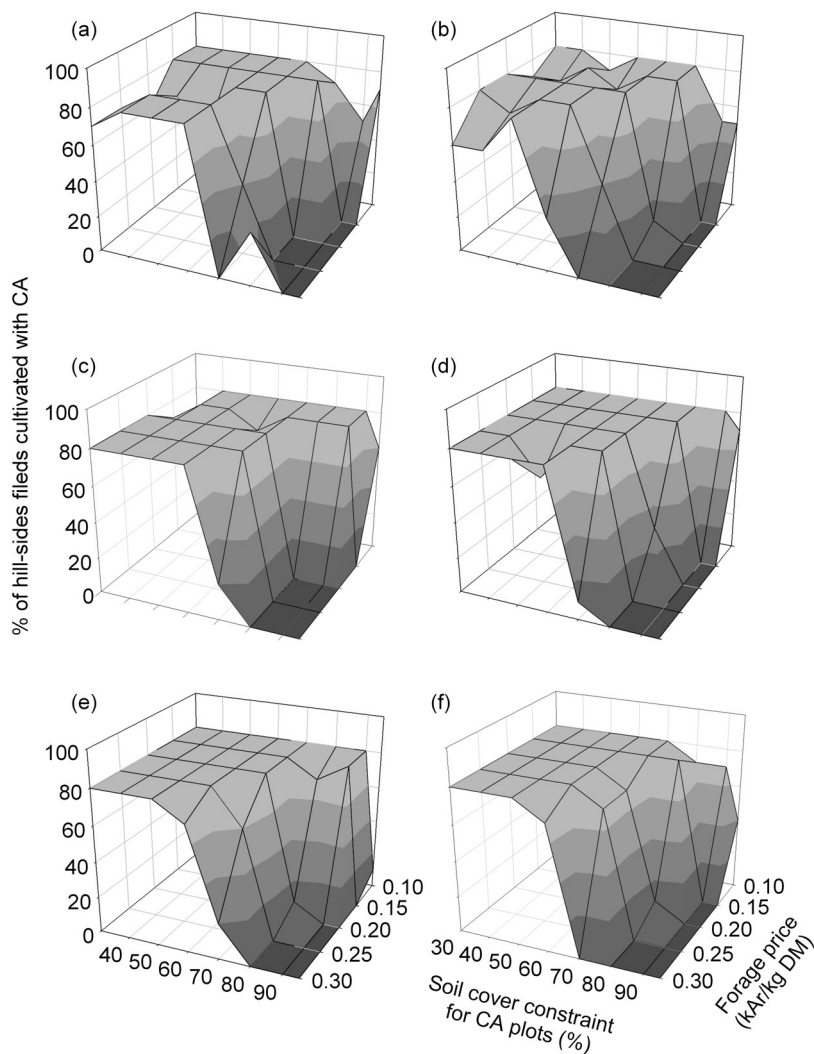 (a)
(b)
100
80
60
40
20
0
(c)
(d)
100
80
60
40
20
0
% of hill-sides fileds cultivated with CA
(e)
(f)
100
80
60
40
20
0
40 50 60 70 80 90
0.10
0.15
0.20
0.25
0.30
30 40 50 60 70 80 90
0.10
0.15
0.20
0.25
0.30
Soil cover constraint
for CA plots (%)
Forage price
(kAr/kg DM)